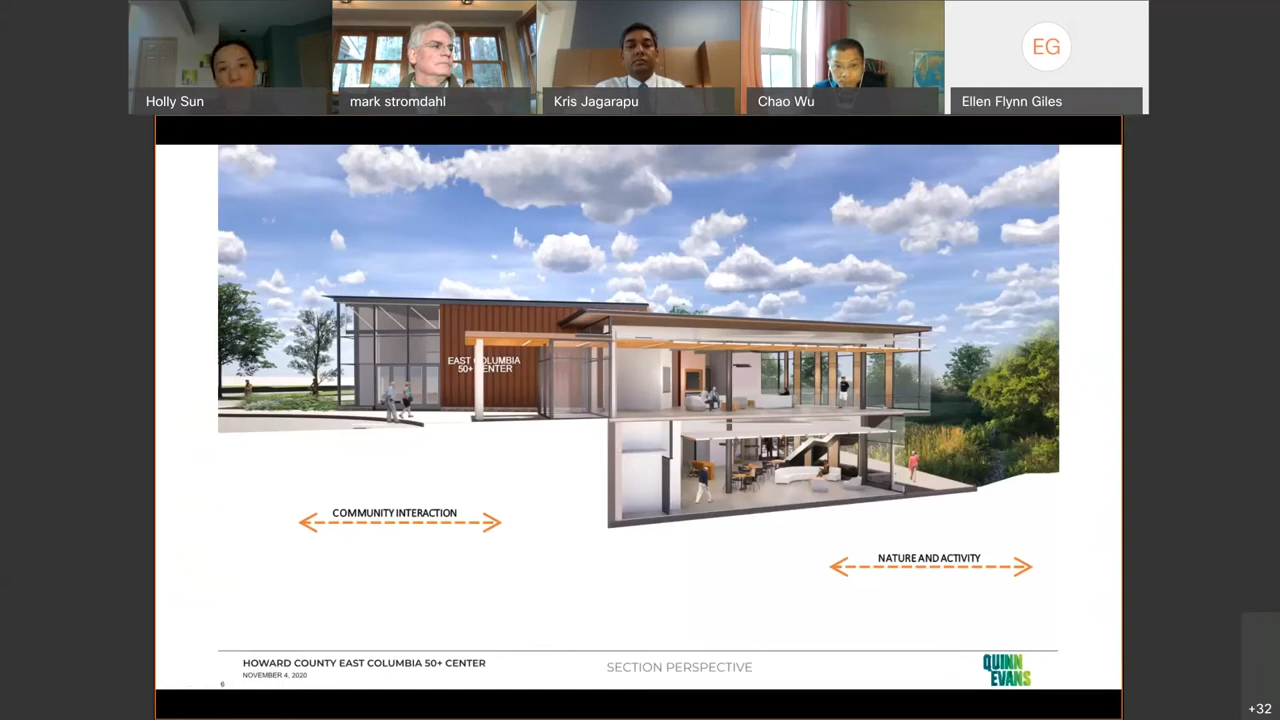 EG
Holly Sun
mark stromdahl
Kris Jagarapu
Chao Wu
Ellen Flynn Giles
EAST COLUMBIA
50+ CENTER
COMMUNITY INTERACTION
NATURE AND ACTIVITY
HOWARD COUNTY EAST COLUMBIA 50+ CENTER
NOVEMBER 4, 2020
SECTION PERSPECTIVE
QUINN
EVANS
6
+32